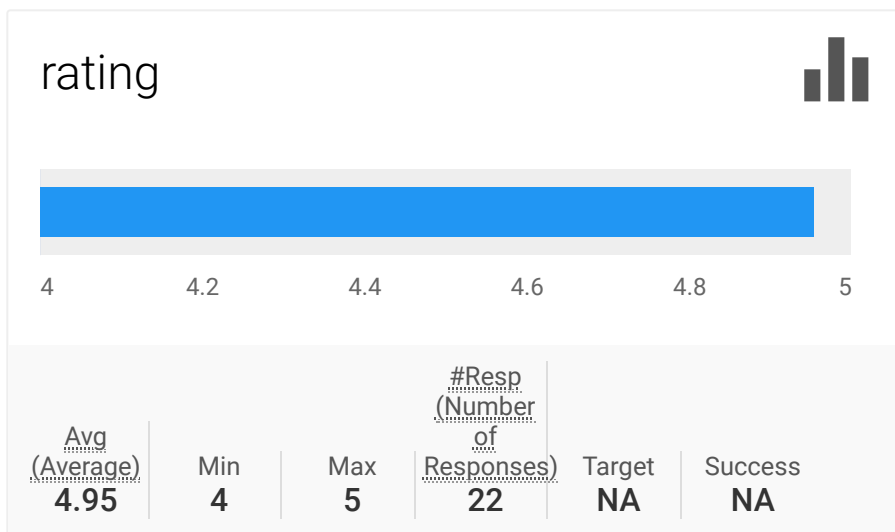 rating
4 4.2 4.4 4.6 4.8 5
Avg
(Average)
4.95
Min
4
Max
5
#Resp
(Number
of
Responses)
22
Target
NA
Success
NA